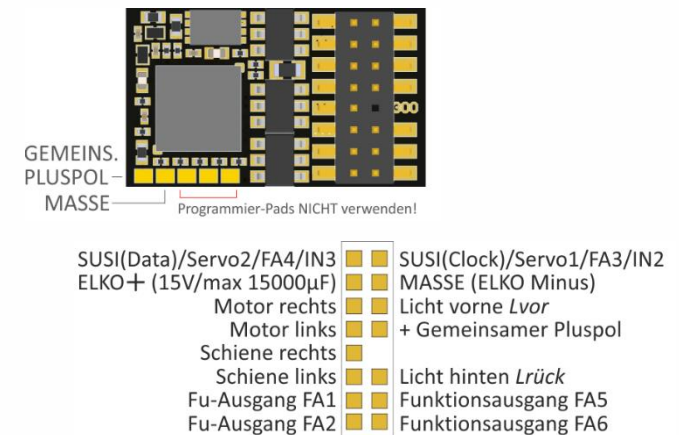 300
GEMEINS.
PLUSPOL
MASSE
Programmier-Pads NICHT verwenden!
SUSI(Data)/Servo2/FA4/IN3 SUSI(Clock)/Servo1/FA3/IN2
ELKO+ (15V/max 15000µF) MASSE (ELKO Minus)
Motor rechts Licht vorne Lvor
Motor links + Gemeinsamer Pluspol
Schiene rechts
Schiene links Licht hinten Lrück
Fu-Ausgang FA1 Funktionsausgang FA5
Fu-Ausgang FA2 Funktionsausgang FA6